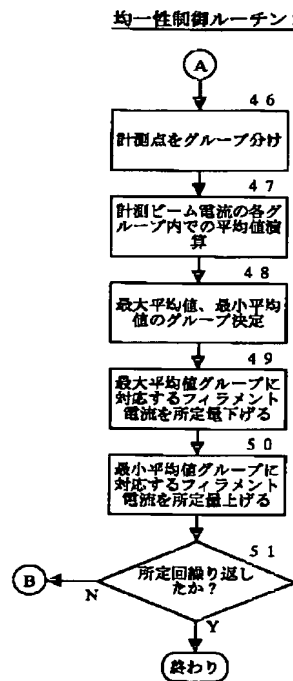 均一性制御ルーチン
A
46
計測点をグループ分け
47
計測ビーム電流の各グ
ループ内での平均値演
算
48
最大平均値、最小平均
値のグループ決定
49
最大平均値グループに
対応するフィラメント
電流を所定量下げる
50
最小平均値グループに
対応するフィラメント
電流を所定量上げる
51
所定回繰り返し
たか?
B
N
Y
終わり